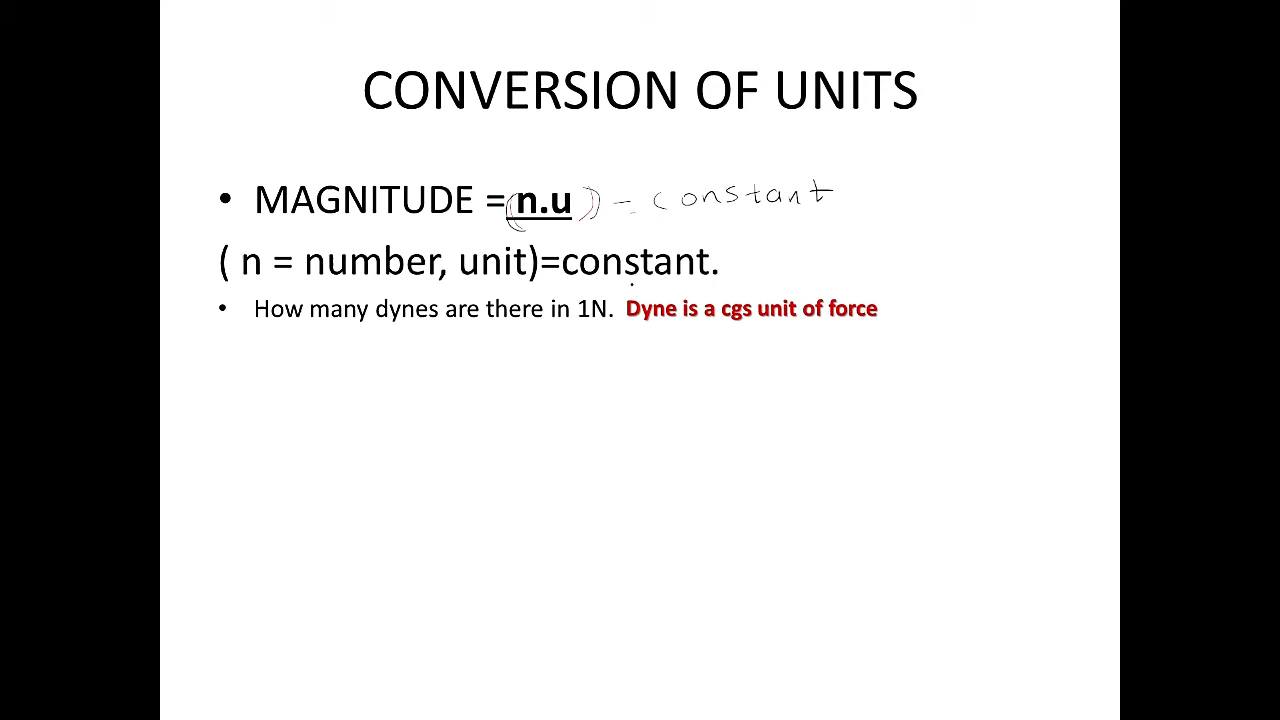 CONVERSION OF UNITS
• MAGNITUDE = (n.u) = constant
( n = number, unit)=constant.
• How many dynes are there in 1N. Dyne is a cgs unit of force